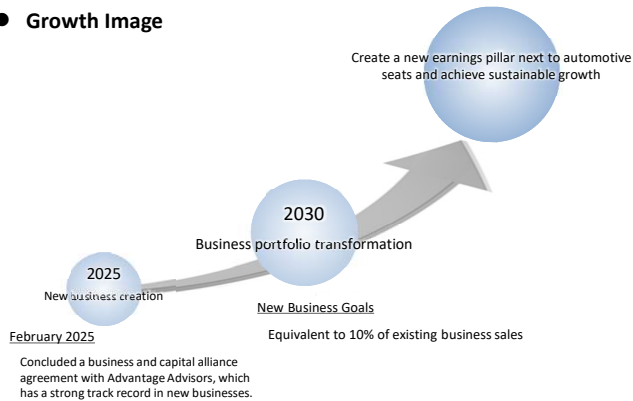 ● Growth Image
Create a new earnings pillar next to automotive
seats and achieve sustainable growth
2030
Business portfolio transformation
2025
New business creation
New Business Goals
Equivalent to 10% of existing business sales
February 2025
Concluded a business and capital alliance
agreement with Advantage Advisors, which
has a strong track record in new businesses.